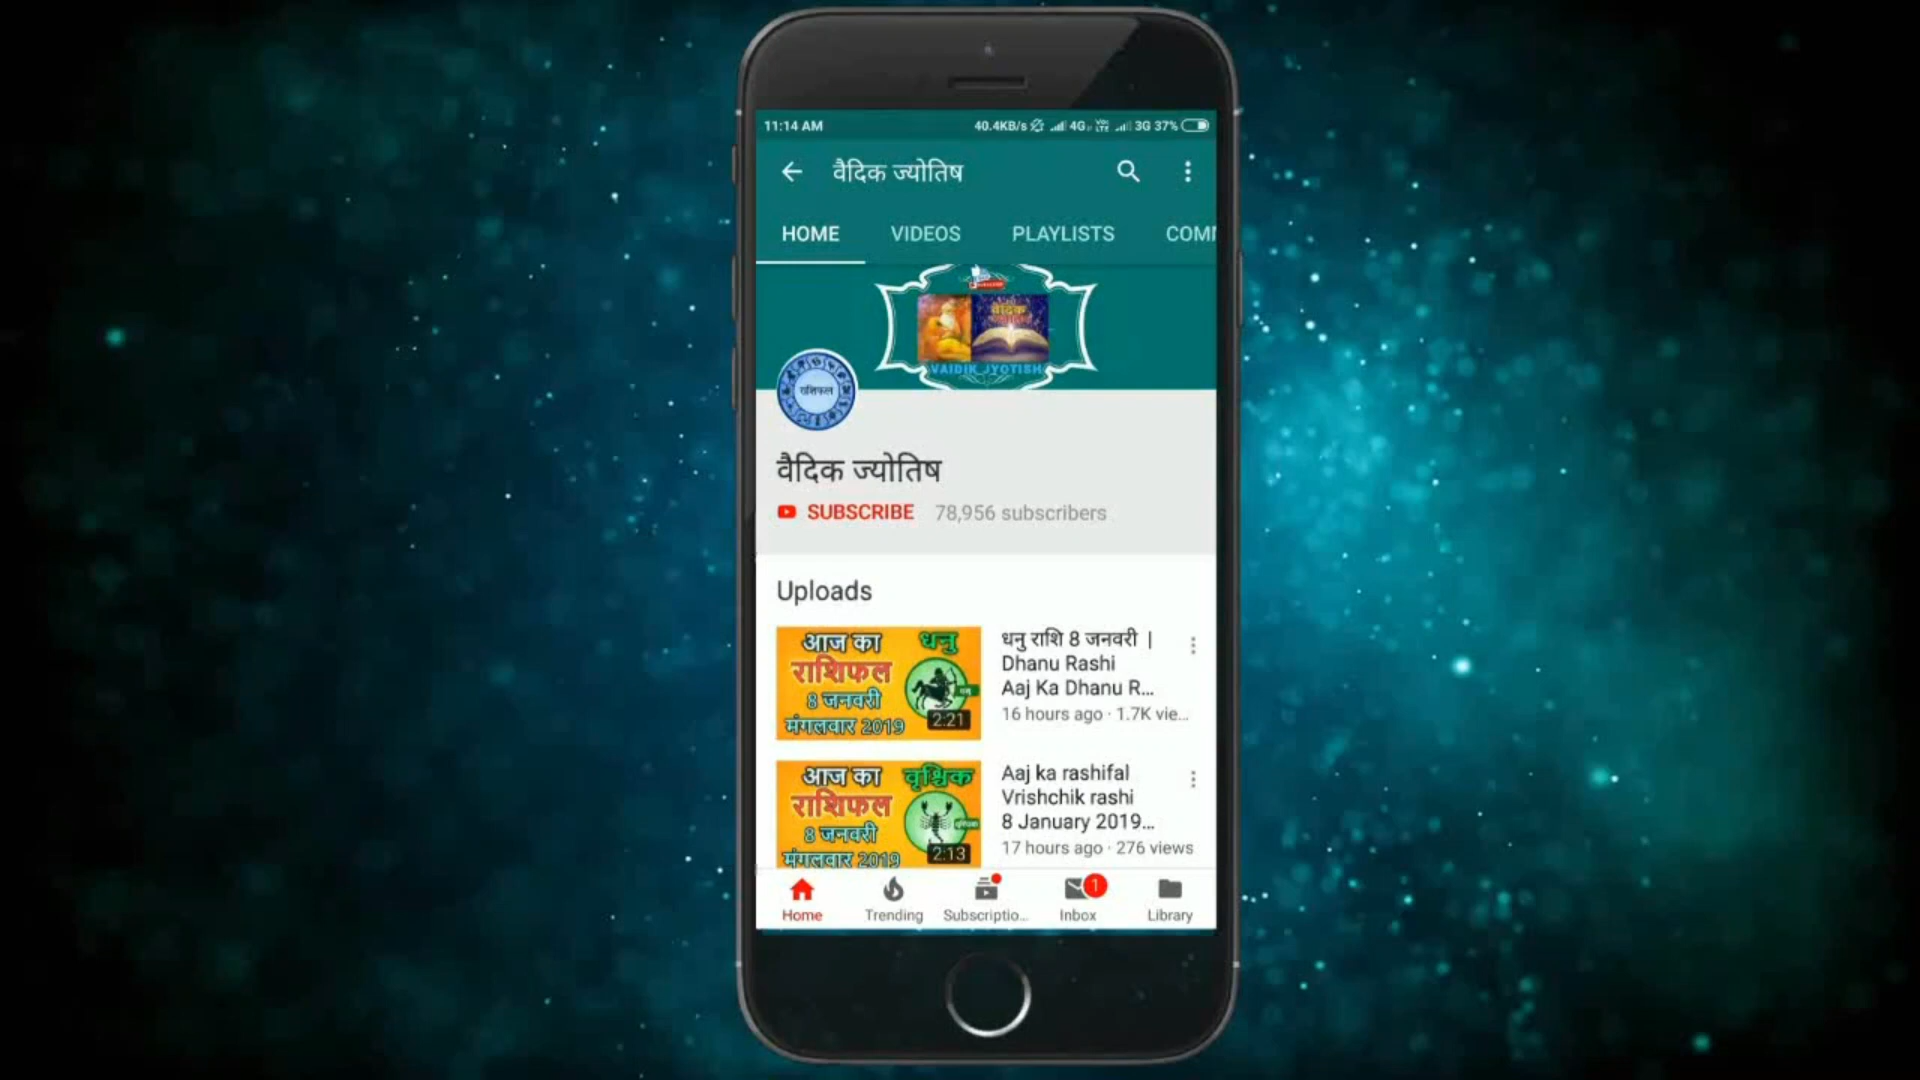 11:14 AM
40.4KB/s 4G VoLTE 3G 37%
वैदिक ज्योतिष
HOME VIDEOS PLAYLISTS COM
वैदिक
VAIDIK JYOTISH
राशिफल
वैदिक ज्योतिष
SUBSCRIBE 78,956 subscribers
Uploads
आज का धनु
राशिफल
8 जनवरी
मंगलवार 2019
2:21
धनु राशि 8 जनवरी |
Dhanu Rashi
Aaj Ka Dhanu R...
16 hours ago · 1.7K vie...
आज का वृश्चिक
राशिफल
8 जनवरी
मंगलवार 2019
2:13
Aaj ka rashifal
Vrishchik rashi
8 January 2019...
17 hours ago · 276 views
1
Home Trending Subscriptio... Inbox Library